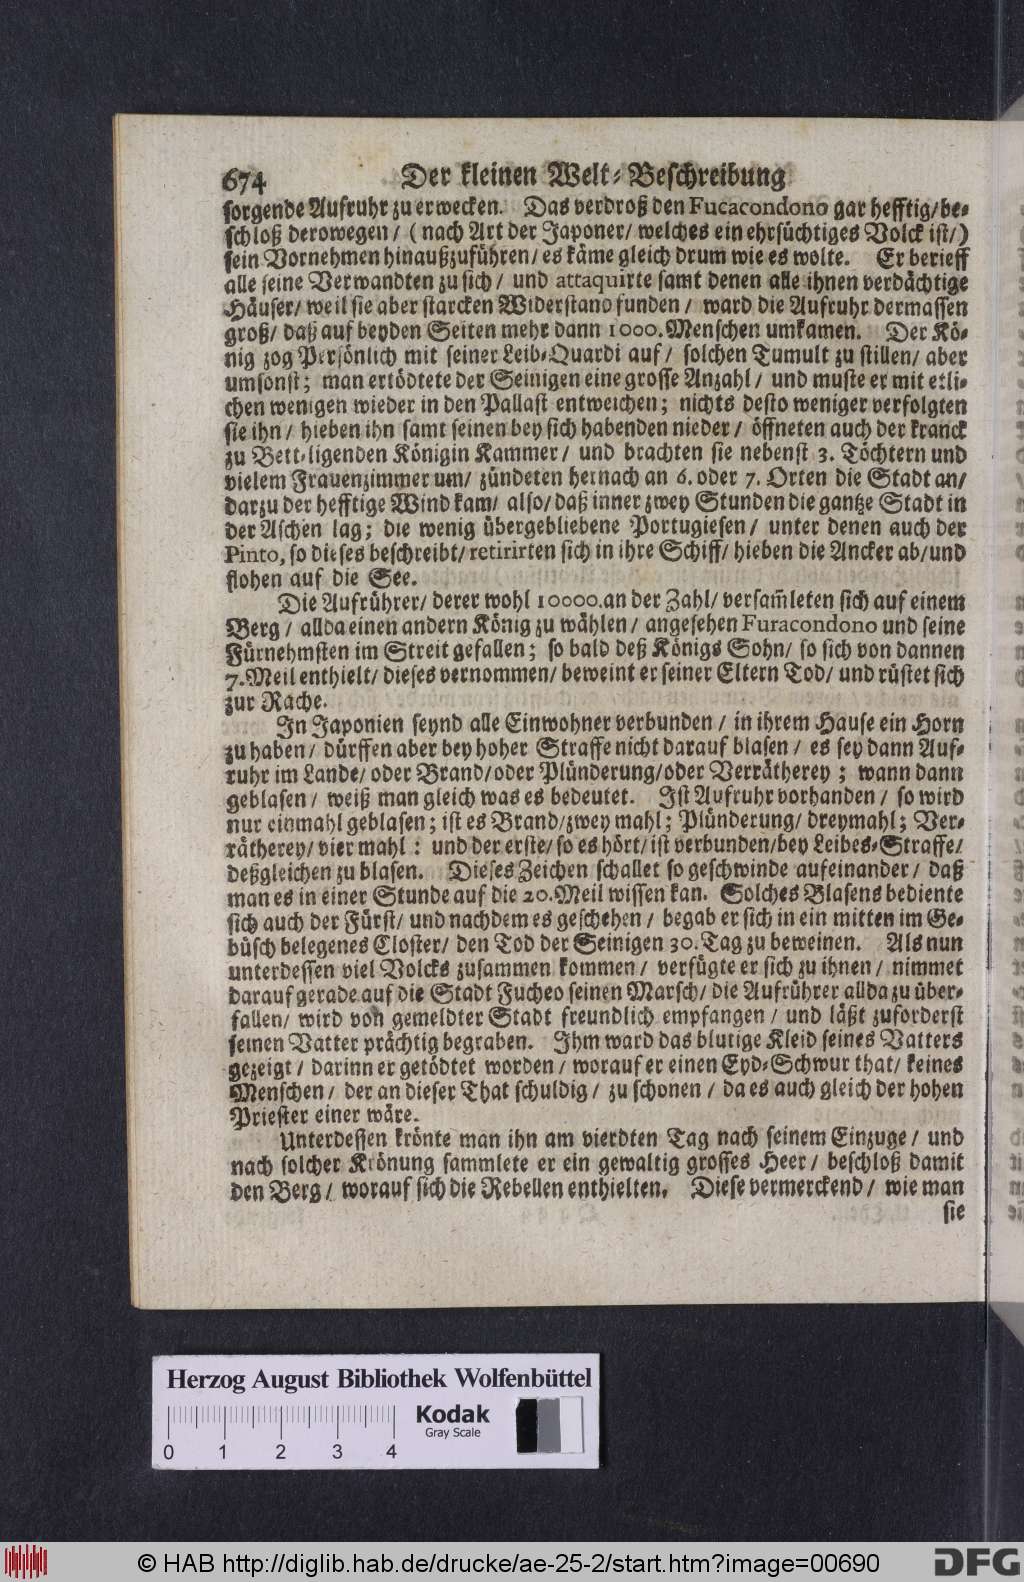 674 Der kleinen Welt-Beschreibung
sorgende Aufruhr zu erwecken. Das verdroß den Fucacondono gar hefftig/ be-
schloß derowegen/ (nach Art der Japoner/ welches ein ehrsüchtiges Volck ist/)
sein Vornehmen hinaußzuführen/ es käme gleich drum wie es wolte. Er berieff
alle seine Verwandten zu sich/ und attaquirte samt denen alle ihnen verdächtige
Häuser/ weil sie aber starcken Widerstand funden/ ward die Aufruhr dermassen
groß/ daß auf beyden Seiten mehr dann 1000. Menschen umkamen. Der Kö-
nig zog Persönlich mit seiner Leib-Quardi auf/ solchen Tumult zu stillen/ aber
umsonst; man ertödtete der Seinigen eine grosse Anzahl/ und muste er mit etli-
chen wenigen wieder in den Pallast entweichen; nichts desto weniger verfolgten
sie ihn/ hieben ihn samt seinen bey sich habenden nieder/ öffneten auch der kranck
zu Bett-ligenden Königin Kammer/ und brachten sie nebenst 3. Töchtern und
vielem Frauenzimmer um/ zündeten hernach an 6. oder 7. Orten die Stadt an/
darzu der hefftige Wind kam/ also/ daß inner zwey Stunden die gantze Stadt in
der Aschen lag; die wenig übergebliebene Portugiesen/ unter denen auch der
Pinto, so dieses beschreibt/ retirirten sich in ihre Schiff/ hieben die Ancker ab/ und
flohen auf die See.
Die Aufrührer/ derer wohl 10000. an der Zahl/ versam̃leten sich auf einem
Berg/ allda einen andern König zu wählen/ angesehen Furacondono und seine
Fürnehmsten im Streit gefallen; so bald deß Königs Sohn/ so sich von dannen
7. Meil enthielt/ dieses vernommen/ beweint er seiner Eltern Tod/ und rüstet sich
zur Rache.
In Japonien seynd alle Einwohner verbunden/ in ihrem Hause ein Horn
zu haben/ dürffen aber bey hoher Straffe nicht darauf blasen/ es sey dann Auf-
ruhr im Lande/ oder Brand/ oder Plünderung/ oder Verrätherey; wann dann
geblasen/ weiß man gleich was es bedeutet. Ist Aufruhr vorhanden/ so wird
nur einmahl geblasen; ist es Brand/ zwey mahl; Plünderung/ dreymahl; Ver-
rätherey/ vier mahl: und der erste/ so es hört/ ist verbunden/ bey Leibes-Straffe/
deßgleichen zu blasen. Dieses Zeichen schallet so geschwinde aufeinander/ daß
man es in einer Stunde auf die 20. Meil wissen kan. Solches Blasens bediente
sich auch der Fürst/ und nachdem es geschehen/ begab er sich in ein mitten im Ge-
büsch belegenes Closter/ den Tod der Seinigen 30. Tag zu beweinen. Als nun
unterdessen viel Volcks zusammen kommen/ verfügte er sich zu ihnen/ nimmet
darauf gerade auf die Stadt Fucheo seinen Marsch/ die Aufrührer allda zu über-
fallen/ wird von gemeldter Stadt freundlich empfangen/ und läßt zuforderst
seinen Vatter prächtig begraben. Ihm ward das blutige Kleid seines Vatters
gezeigt/ darinn er getödtet worden/ worauf er einen Eyd-Schwur that/ keines
Menschen/ der an dieser That schuldig/ zu schonen/ da es auch gleich der hohen
Priester einer wäre.
Unterdessen krönte man ihn am vierdten Tag nach seinem Einzuge/ und
nach solcher Krönung sammlete er ein gewaltig grosses Heer/ beschloß damit
den Berg/ worauf sich die Rebellen enthielten. Diese vermerckend/ wie man
sie
Herzog August Bibliothek Wolfenbüttel
Kodak
Gray Scale
0 1 2 3 4
© HAB http://diglib.hab.de/drucke/ae-25-2/start.htm?image=00690
DFG